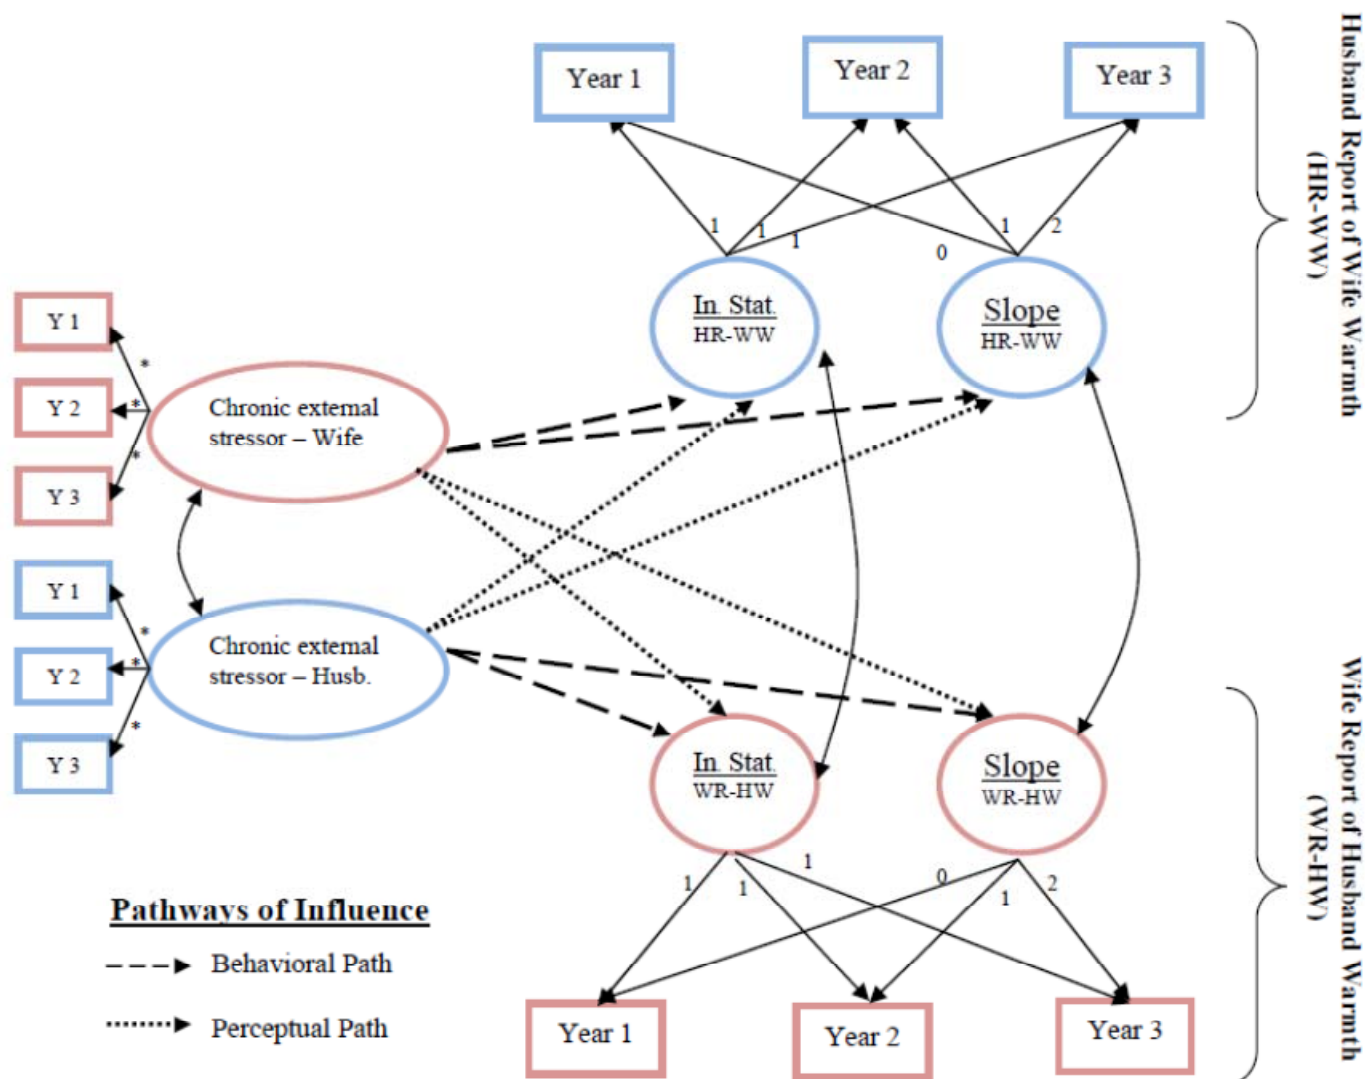 Year 1
Year 2
Year 3
Husband Report of Wife Warmth
(HR-WW)
1
1
1
0
1
2
In. Stat.
HR-WW
Slope
HR-WW
Y 1
Y 2
Y 3
*
*
*
Chronic external
stressor – Wife
Y 1
Y 2
Y 3
*
*
*
Chronic external
stressor – Husb.
In. Stat.
WR-HW
Slope
WR-HW
Wife Report of Husband Warmth
(WR-HW)
1
1
1
0
1
2
Year 1
Year 2
Year 3
Pathways of Influence
Behavioral Path
Perceptual Path